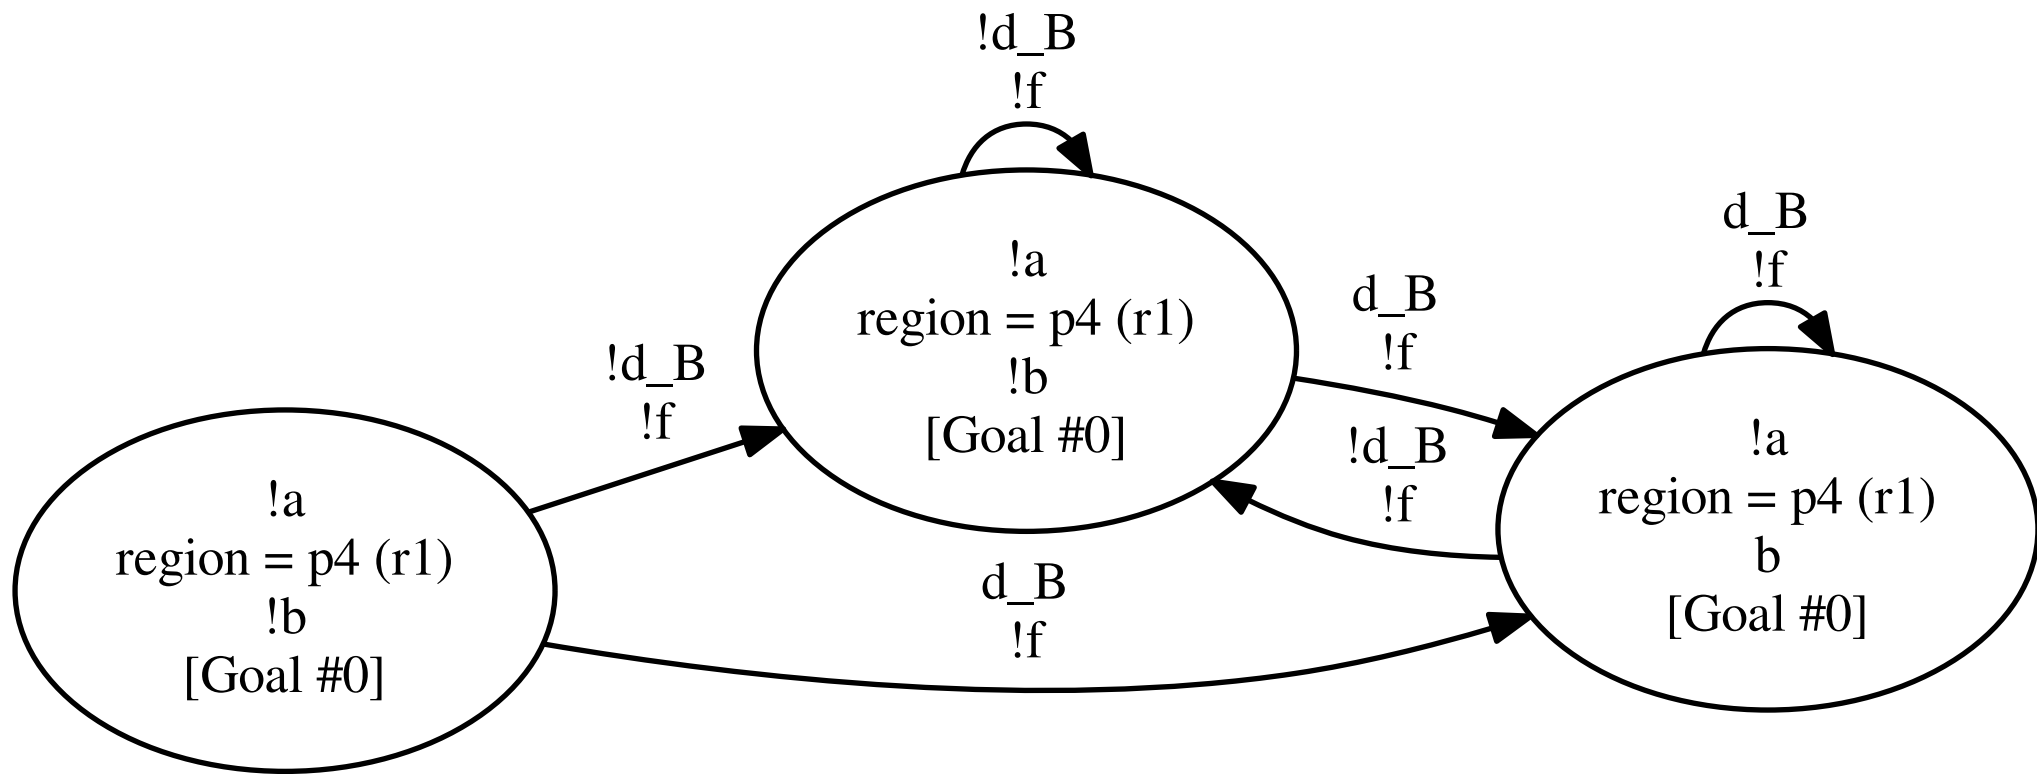 !d_B
!f
!a
region = p4 (r1)
!b
[Goal #0]
d_B
!f
!a
region = p4 (r1)
b
[Goal #0]
d_B
!f
!d_B
!f
!d_B
!f
!a
region = p4 (r1)
!b
[Goal #0]
d_B
!f